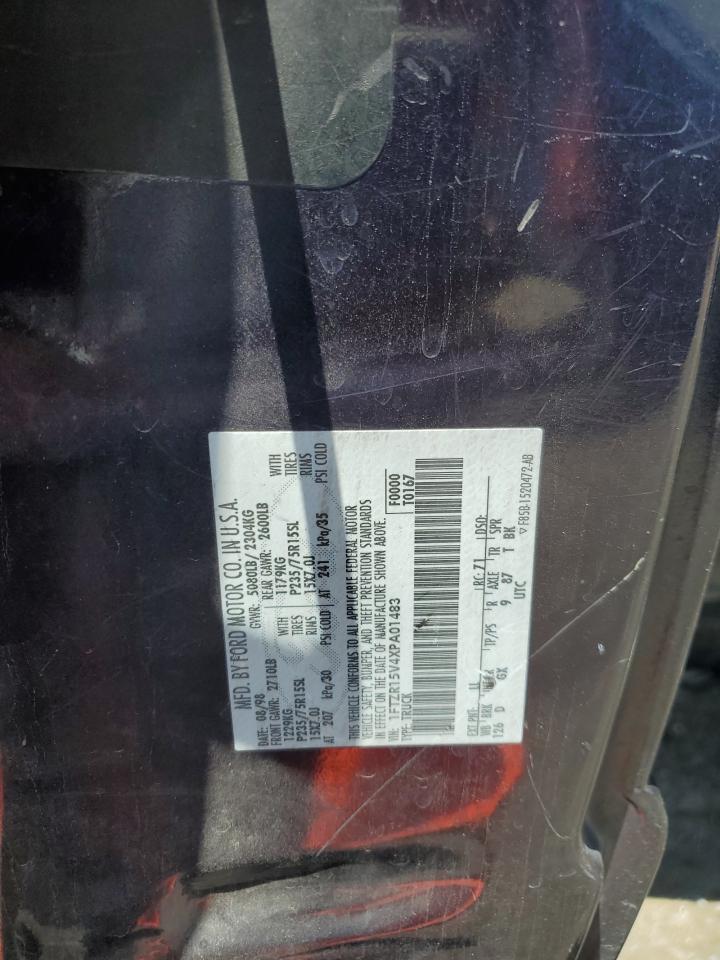 MFD. BY FORD MOTOR CO. IN U.S.A.
DATE: 08/98 GVWR: 5080LB/ 2304KG
FRONT GAWR: 2710LB REAR GAWR: 2600LB
1229KG WITH 1179KG WITH
P235/75R15SL TIRES P235/75R15SL TIRES
15X7.0J RIMS 15X7.0J RIMS
AT 207 kPa/30 PSI COLD AT 241 kPa/35 PSI COLD
THIS VEHICLE CONFORMS TO ALL APPLICABLE FEDERAL MOTOR
VEHICLE SAFETY, BUMPER, AND THEFT PREVENTION STANDARDS
IN EFFECT ON THE DATE OF MANUFACTURE SHOWN ABOVE.
VIN: 1FTZR15V4XPA01483 F0000
TYPE: TRUCK T0167
EXT PNT: LL RC: 71 DSO:
WB BRK TP/PS R AXLE TR SPR
126 D GX 9 87 T BK
UTC
▽F85B-1520472-AB